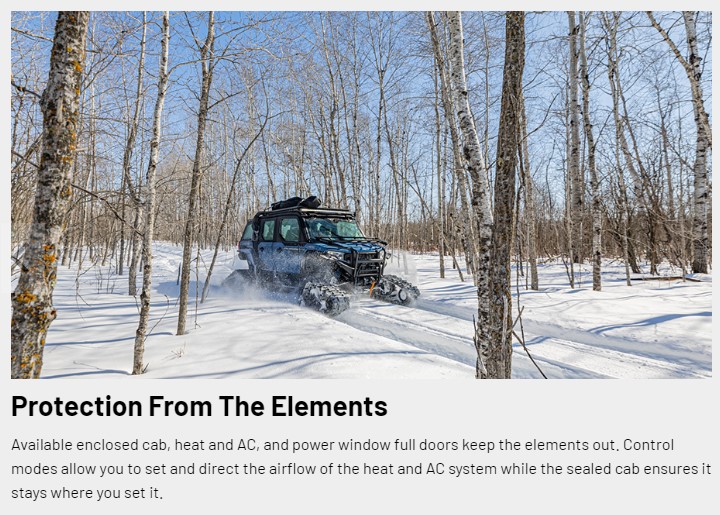 Protection From The Elements
Available enclosed cab, heat and AC, and power window full doors keep the elements out. Control
modes allow you to set and direct the airflow of the heat and AC system while the sealed cab ensures it
stays where you set it.